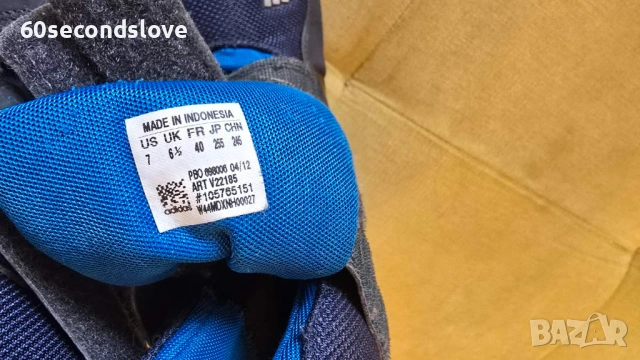 60secondslove
MADE IN INDONESIA
US UK FR JP CHN
7 6½ 40 255 245
PBO 698006 04/12
ART V22185
#105765151
W44MDXNH00027
adidas
BAZAR